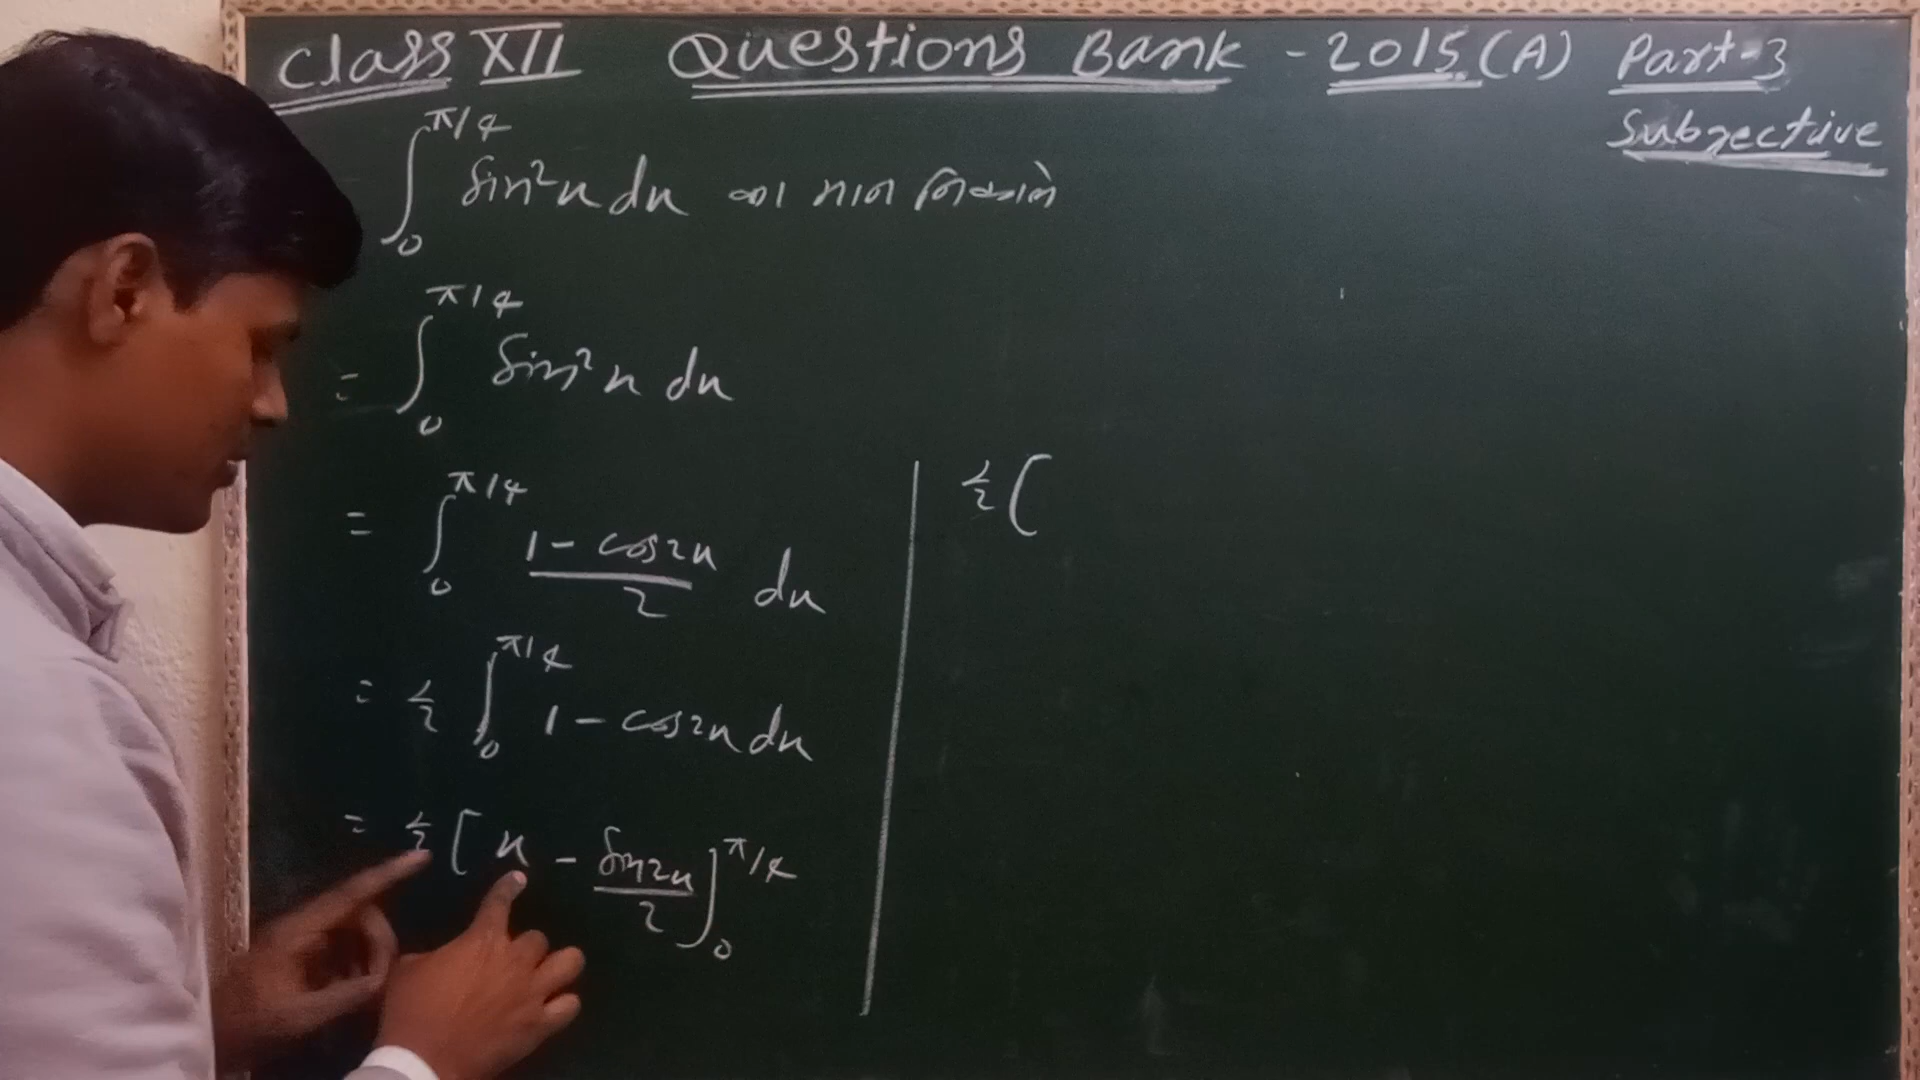 Class XII Questions Bank - 2015 (A) Part-3
Subjective
∫₀^π/4 sin²x dx का मान निकालें
= ∫₀^π/4 sin²x dx
= ∫₀^π/4 (1 - cos2x)/2 dx
= 1/2 ∫₀^π/4 1 - cos2x dx
= 1/2 [x - sin2x/2]₀^π/4
1/2 (